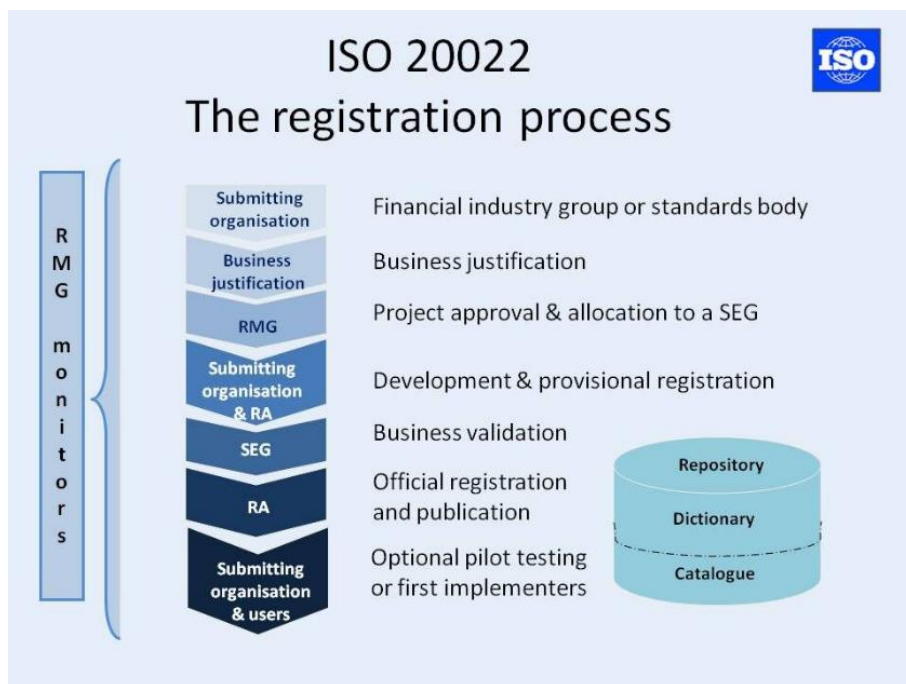 ISO 20022
The registration process
ISO
RMG monitors
Submitting
organisation
Financial industry group or standards body
Business
justification
Business justification
RMG
Project approval & allocation to a SEG
Submitting
organisation
& RA
Development & provisional registration
SEG
Business validation
RA
Official registration
and publication
Submitting
organisation
& users
Optional pilot testing
or first implementers
Repository
Dictionary
Catalogue